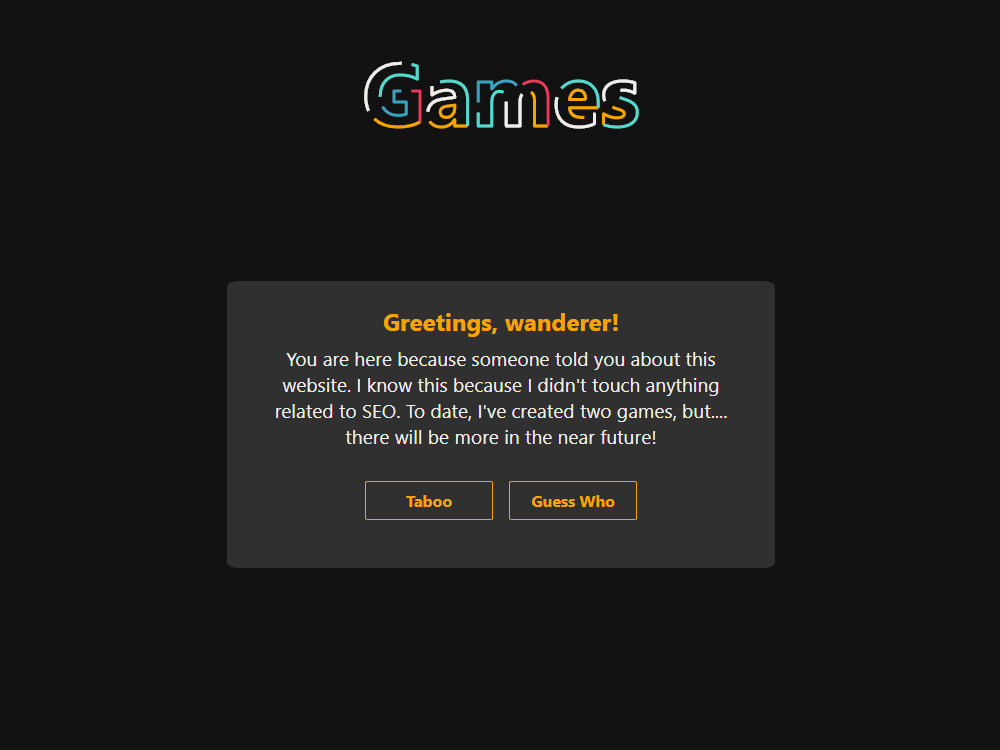 Games
Greetings, wanderer!
You are here because someone told you about this
website. I know this because I didn't touch anything
related to SEO. To date, I've created two games, but....
there will be more in the near future!
Taboo
Guess Who